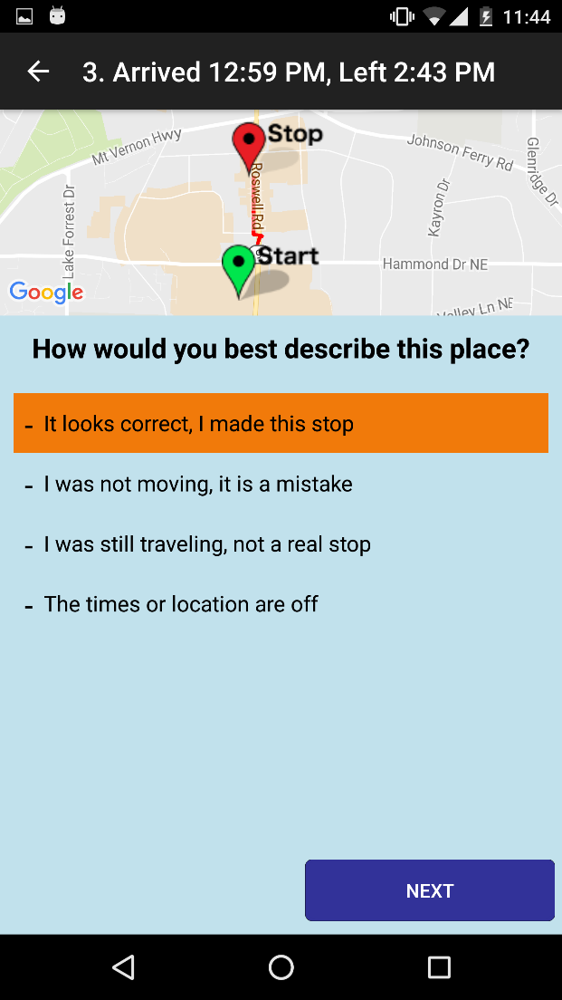 11:44
3. Arrived 12:59 PM, Left 2:43 PM
Stop
Mt Vernon Hwy
Johnson Ferry Rd
Glenridge Dr
Roswell Rd
Kayron Dr
Lake Forrest Dr
Start
Hammond Dr NE
Google
Valley Ln NE
How would you best describe this place?
- It looks correct, I made this stop
- I was not moving, it is a mistake
- I was still traveling, not a real stop
- The times or location are off
NEXT